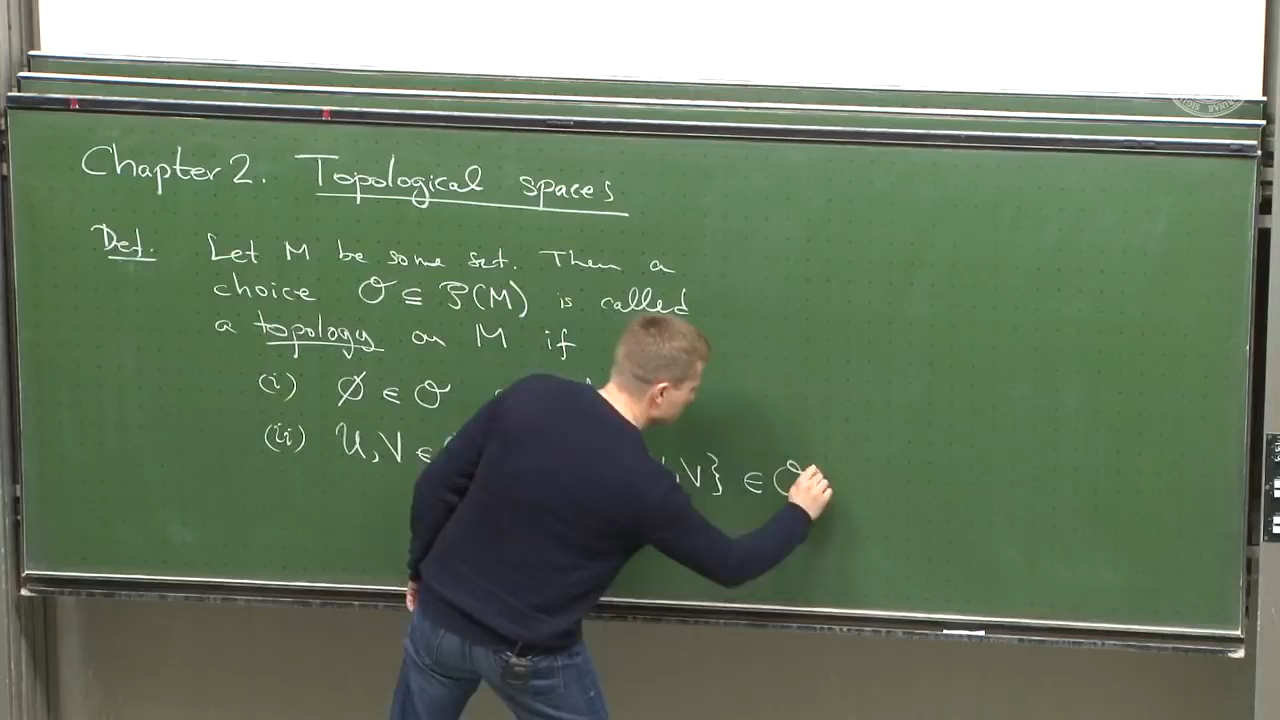 Chapter 2. Topological spaces
Def. Let M be some set. Then a
choice 𝒪 ⊆ 𝒫(M) is called
a topology on M if
(i) ∅ ∈ 𝒪
(ii) U, V ∈ , V} ∈ 𝒪